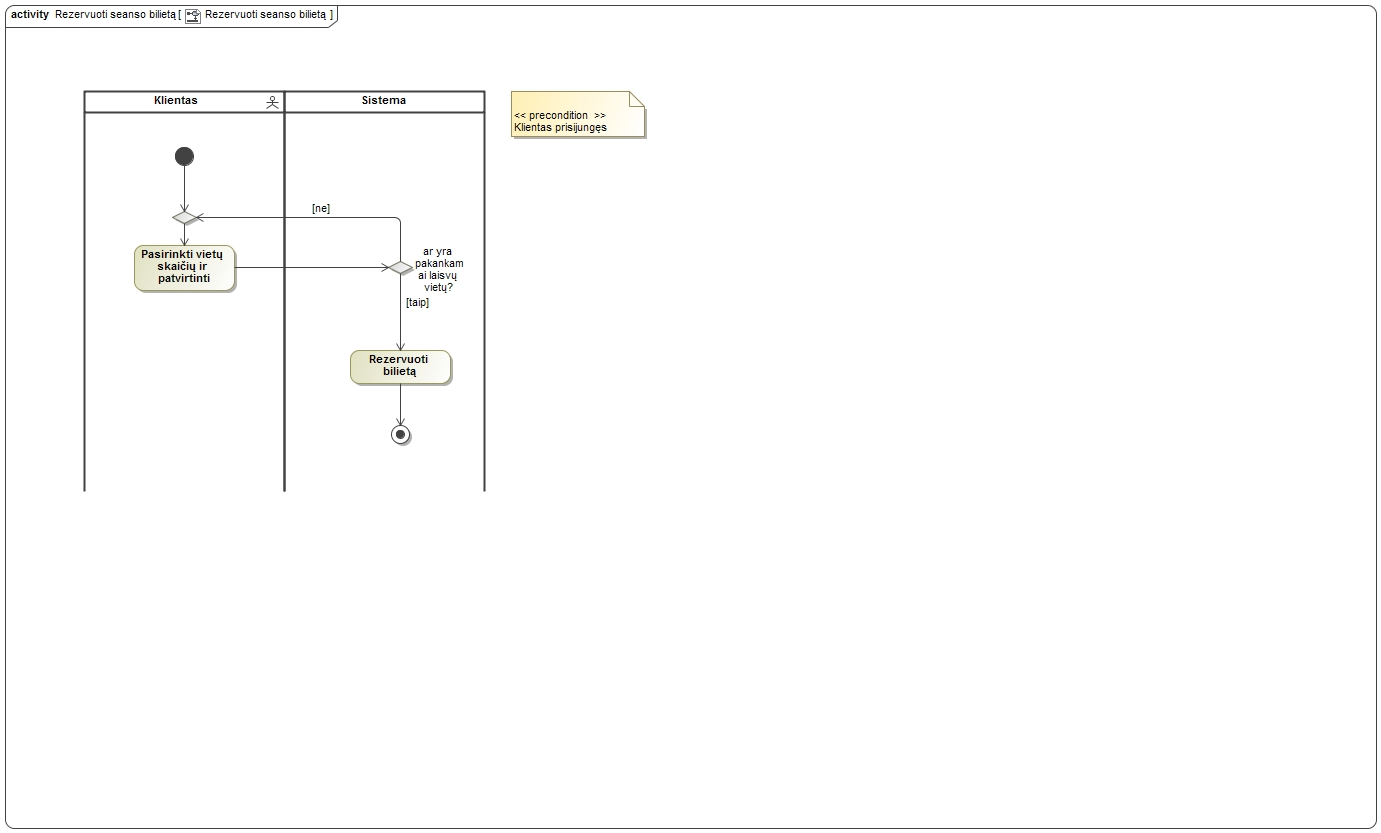 activity Rezervuoti seanso bilietą [ Rezervuoti seanso bilietą ]
Klientas
Sistema
<< precondition >>
Klientas prisijungęs
[ne]
Pasirinkti vietų
skaičių ir
patvirtinti
ar yra
pakankam
ai laisvų
vietų?
[taip]
Rezervuoti
bilietą